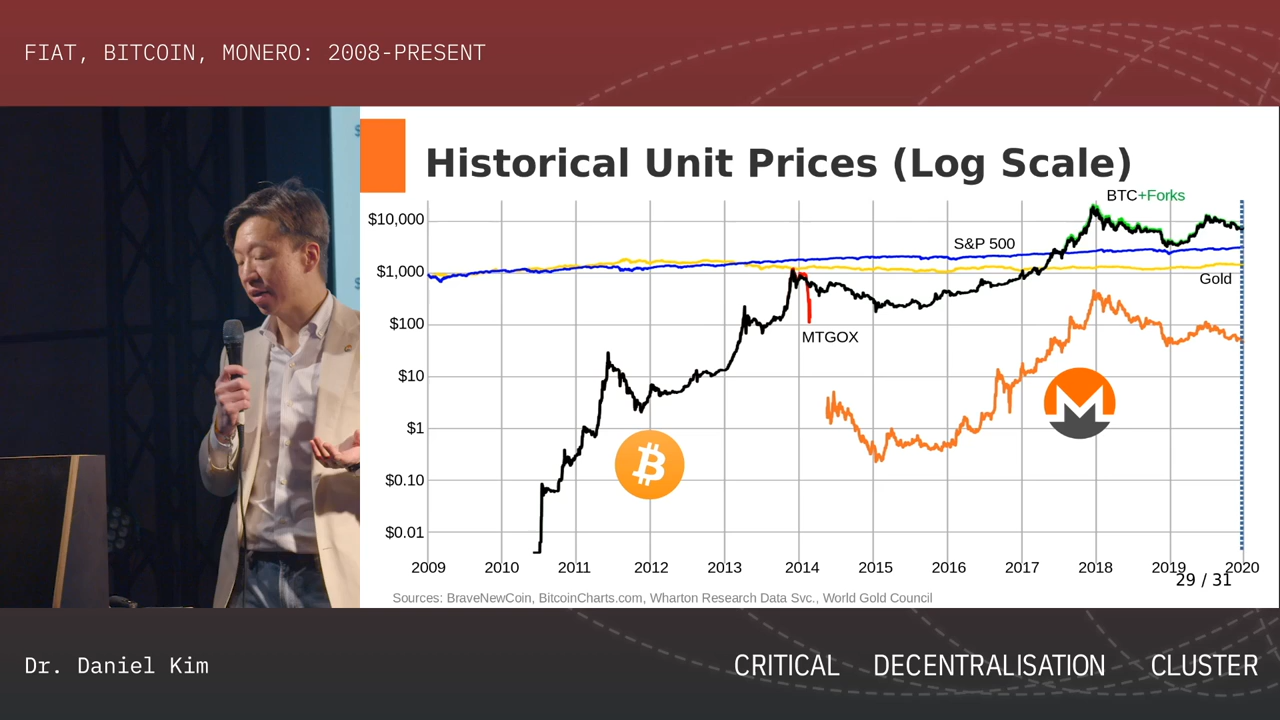 FIAT, BITCOIN, MONERO: 2008-PRESENT
Historical Unit Prices (Log Scale)
BTC+Forks
$10,000
S&P 500
$1,000
Gold
$100
MTGOX
$10
$1
$0.10
$0.01
2009 2010 2011 2012 2013 2014 2015 2016 2017 2018 2019 2020
29 / 31
Sources: BraveNewCoin, BitcoinCharts.com, Wharton Research Data Svc., World Gold Council
Dr. Daniel Kim
CRITICAL DECENTRALISATION CLUSTER